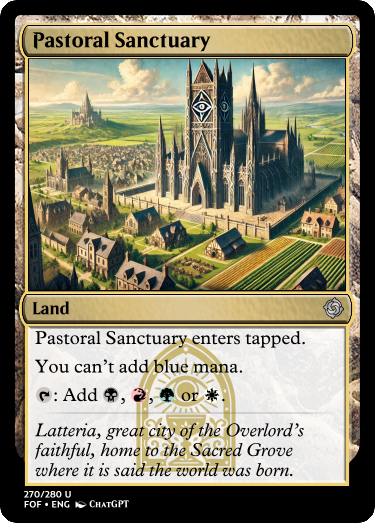 Pastoral Sanctuary
Land
Pastoral Sanctuary enters tapped.
You can't add blue mana.
: Add , , or .
Latteria, great city of the Overlord's
faithful, home to the Sacred Grove
where it is said the world was born.
270/280 U
FOF • ENG ChatGPT